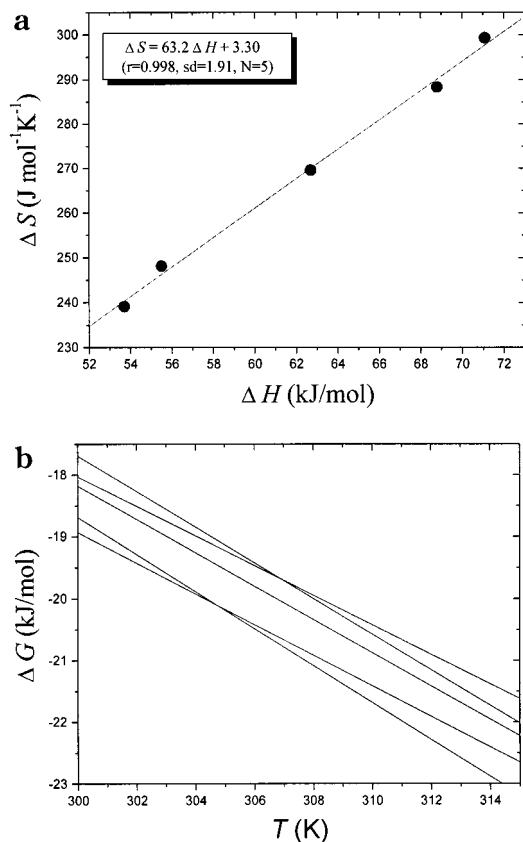 a
ΔS = 63.2 ΔH + 3.30
(r=0.998, sd=1.91, N=5)
300
290
280
270
260
250
240
230
52 54 56 58 60 62 64 66 68 70 72
ΔS (J mol⁻¹K⁻¹)
ΔH (kJ/mol)
b
-18
-19
-20
-21
-22
-23
300 302 304 306 308 310 312 314
ΔG (kJ/mol)
T (K)